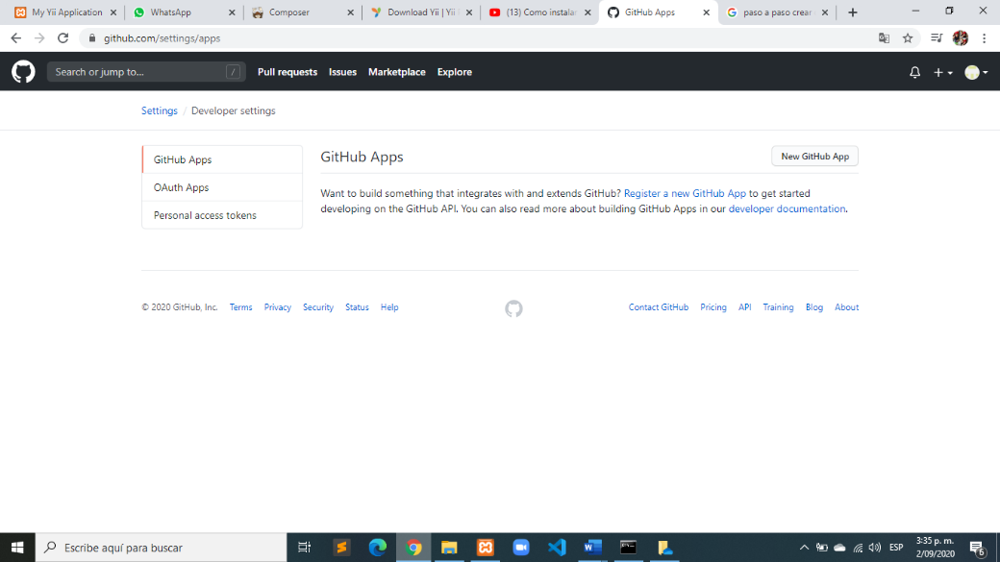 My Yii Application
WhatsApp
Composer
Download Yii | Yii
(13) Como instalar
GitHub Apps
paso a paso crear
github.com/settings/apps
Search or jump to...
/
Pull requests
Issues
Marketplace
Explore
Settings / Developer settings
GitHub Apps
OAuth Apps
Personal access tokens
GitHub Apps
New GitHub App
Want to build something that integrates with and extends GitHub? Register a new GitHub App to get started
developing on the GitHub API. You can also read more about building GitHub Apps in our developer documentation.
© 2020 GitHub, Inc.
Terms
Privacy
Security
Status
Help
Contact GitHub
Pricing
API
Training
Blog
About
Escribe aquí para buscar
ESP
3:35 p. m.
2/09/2020
6